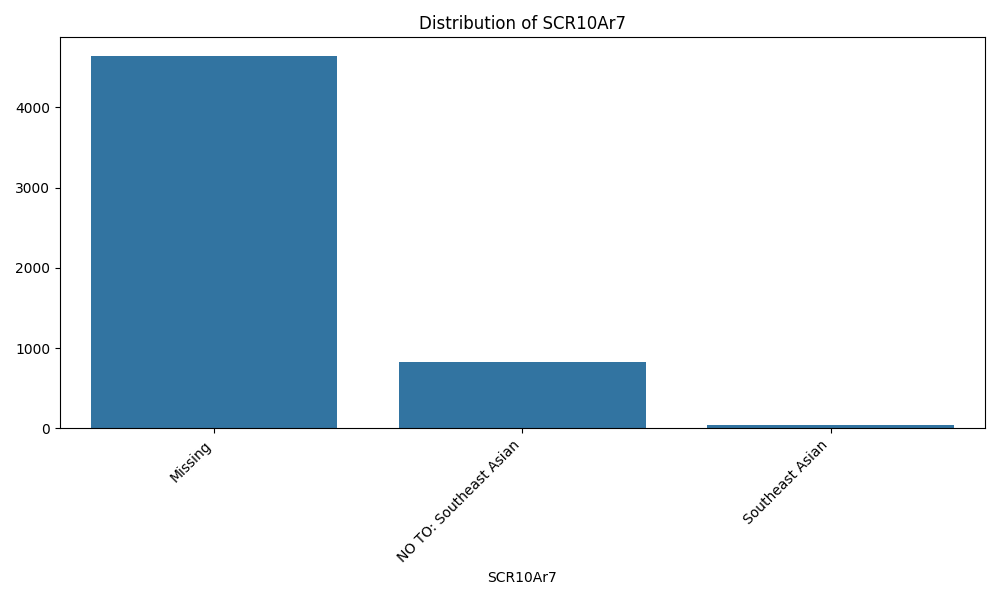 Distribution of SCR10Ar7
4000
3000
2000
1000
0
Missing
NO TO: Southeast Asian
Southeast Asian
SCR10Ar7